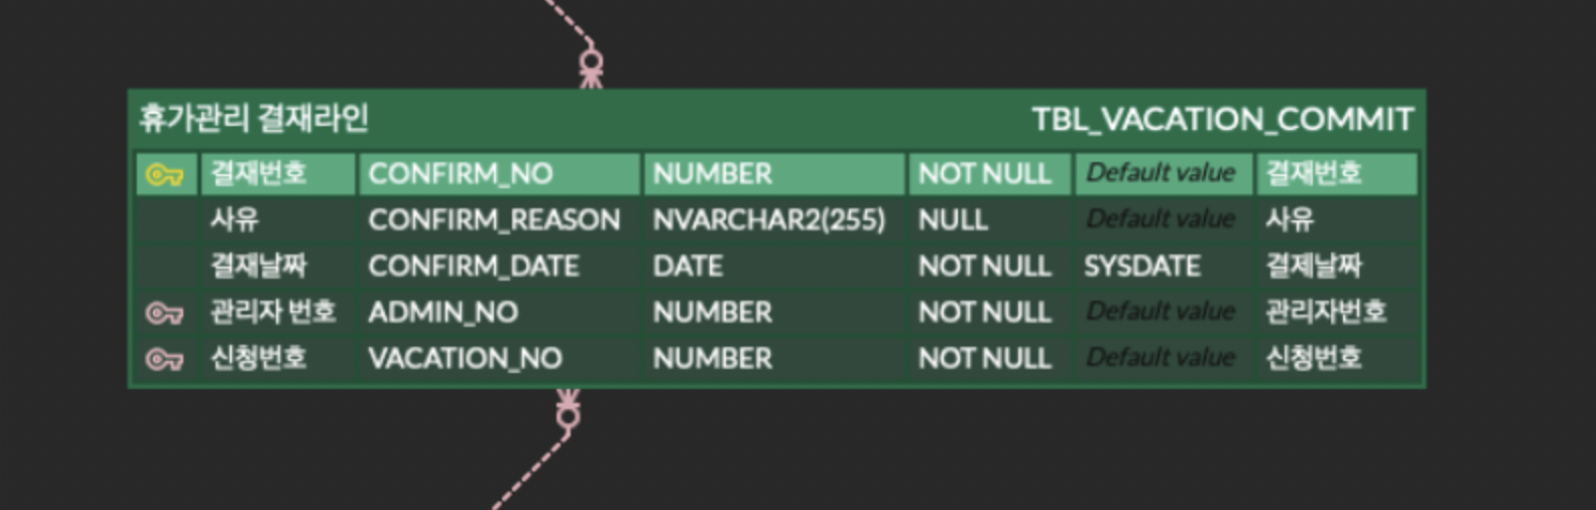 휴가관리 결재라인 TBL_VACATION_COMMIT
결재번호 CONFIRM_NO NUMBER NOT NULL Default value 결재번호
사유 CONFIRM_REASON NVARCHAR2(255) NULL Default value 사유
결재날짜 CONFIRM_DATE DATE NOT NULL SYSDATE 결제날짜
관리자 번호 ADMIN_NO NUMBER NOT NULL Default value 관리자번호
신청번호 VACATION_NO NUMBER NOT NULL Default value 신청번호